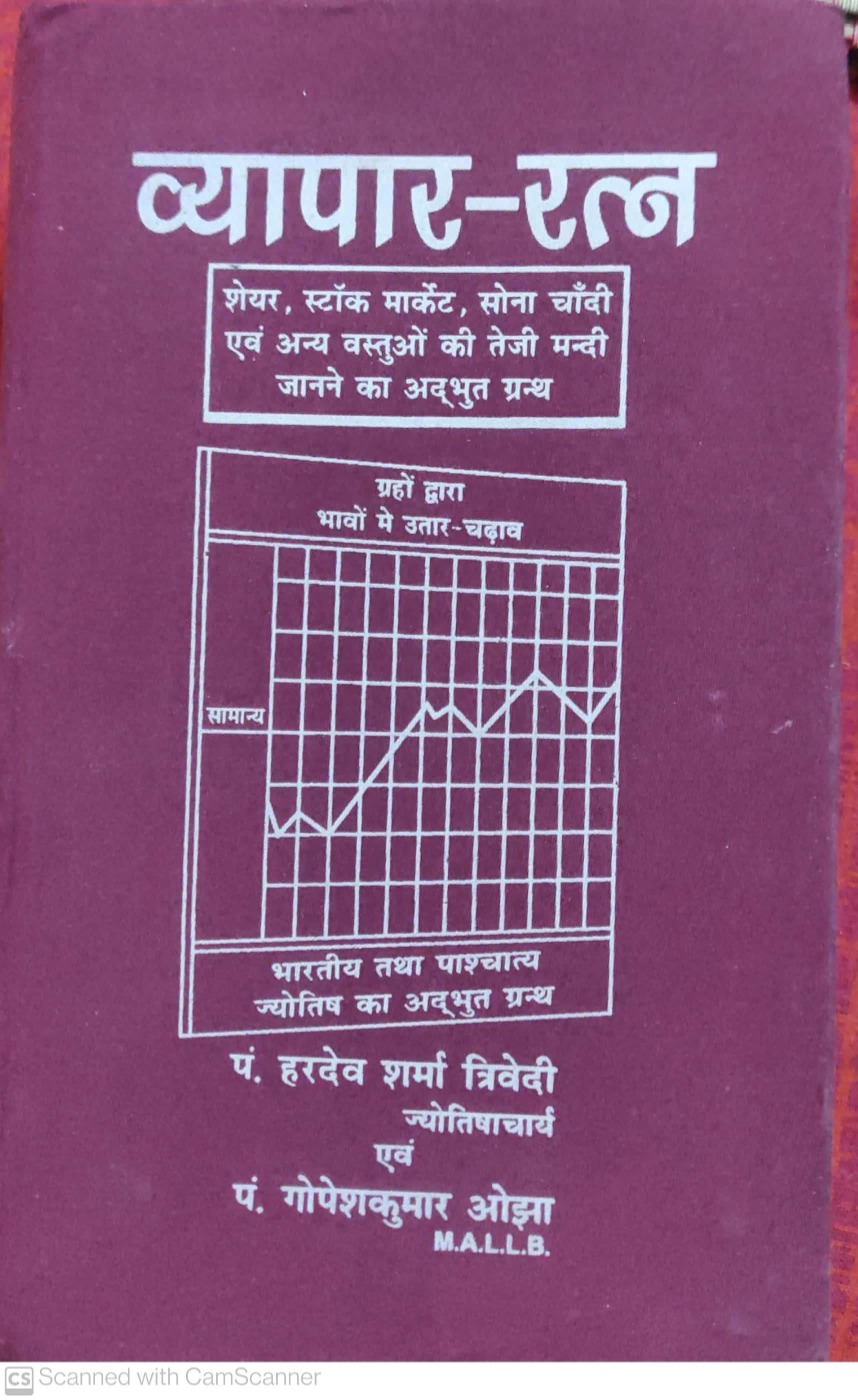 व्यापार-रत्न
शेयर, स्टॉक मार्केट, सोना चाँदी
एवं अन्य वस्तुओं की तेजी मन्दी
जानने का अद्‌भुत ग्रन्थ
ग्रहों द्वारा
भावों मे उतार-चढ़ाव
सामान्य
भारतीय तथा पाश्चात्य
ज्योतिष का अद्‌भुत ग्रन्थ
पं. हरदेव शर्मा त्रिवेदी
ज्योतिषाचार्य
एवं
पं. गोपेशकुमार ओझा
M.A.L.L.B.
CS Scanned with CamScanner